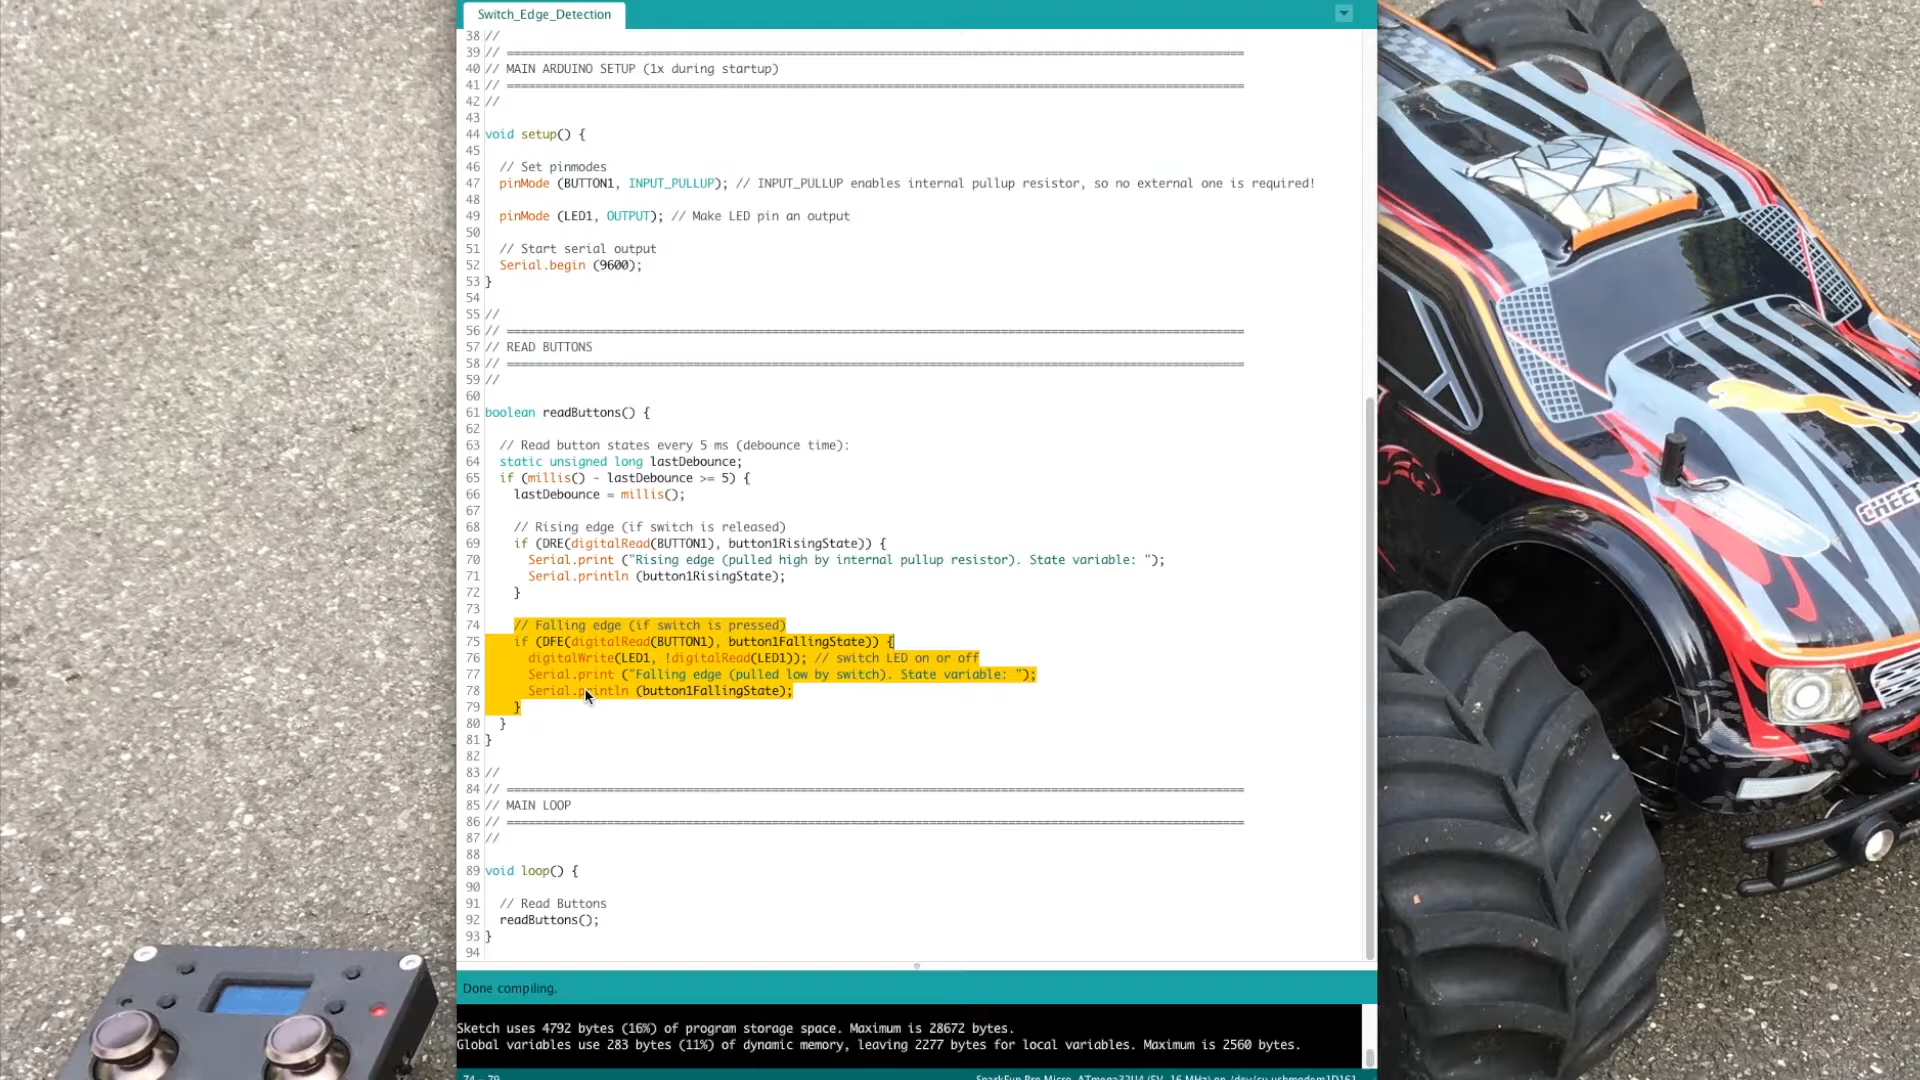 Switch_Edge_Detection
38 //
39 // ==================================================================================
40 // MAIN ARDUINO SETUP (1x during startup)
41 // ==================================================================================
42 //
43
44 void setup() {
45
46 // Set pinmodes
47 pinMode (BUTTON1, INPUT_PULLUP); // INPUT_PULLUP enables internal pullup resistor, so no external one is required!
48
49 pinMode (LED1, OUTPUT); // Make LED pin an output
50
51 // Start serial output
52 Serial.begin (9600);
53 }
54
55 //
56 // ==================================================================================
57 // READ BUTTONS
58 // ==================================================================================
59 //
60
61 boolean readButtons() {
62
63 // Read button states every 5 ms (debounce time):
64 static unsigned long lastDebounce;
65 if (millis() - lastDebounce >= 5) {
66 lastDebounce = millis();
67
68 // Rising edge (if switch is released)
69 if (DRE(digitalRead(BUTTON1), button1RisingState)) {
70 Serial.print ("Rising edge (pulled high by internal pullup resistor). State variable: ");
71 Serial.println (button1RisingState);
72 }
73
74 // Falling edge (if switch is pressed)
75 if (DFE(digitalRead(BUTTON1), button1FallingState)) {
76 digitalWrite(LED1, !digitalRead(LED1)); // switch LED on or off
77 Serial.print ("Falling edge (pulled low by switch). State variable: ");
78 Serial.println (button1FallingState);
79 }
80 }
81 }
82
83 //
84 // ==================================================================================
85 // MAIN LOOP
86 // ==================================================================================
87 //
88
89 void loop() {
90
91 // Read Buttons
92 readButtons();
93 }
94
Done compiling.
Sketch uses 4792 bytes (16%) of program storage space. Maximum is 28672 bytes.
Global variables use 283 bytes (11%) of dynamic memory, leaving 2277 bytes for local variables. Maximum is 2560 bytes.